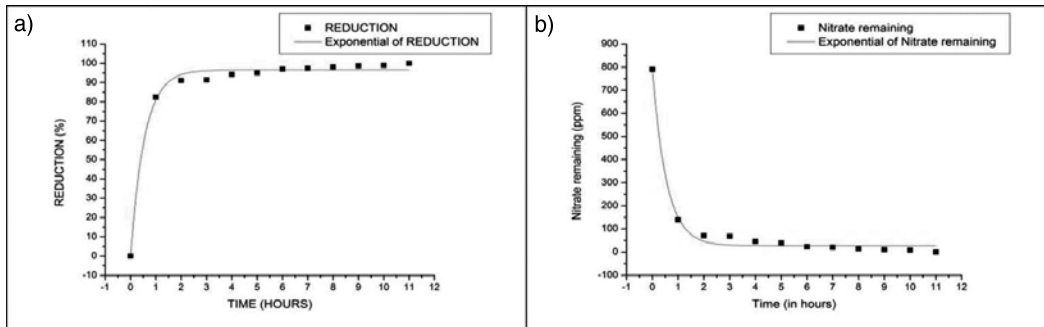 a)
REDUCTION
Exponential of REDUCTION
110
100
90
80
70
60
50
40
30
20
10
0
-10
REDUCTION (%)
-1 0 1 2 3 4 5 6 7 8 9 10 11 12
TIME (HOURS)
b)
Nitrate remaining
Exponential of Nitrate remaining
900
800
700
600
500
400
300
200
100
0
-100
Nitrate remaining (ppm)
-1 0 1 2 3 4 5 6 7 8 9 10 11 12
Time (in hours)